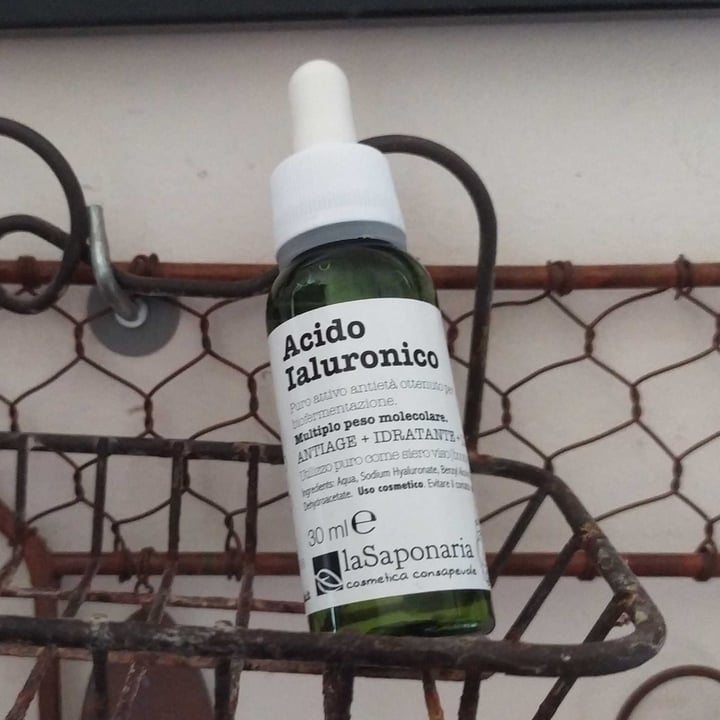 Acido
Ialuronico
Puro attivo antietà ottenuto per
biofermentazione.
Multiplo peso molecolare.
ANTIAGE + IDRATANTE +
Utilizzo puro come siero viso
Ingredients: Aqua, Sodium Hyaluronate, Benzyl
Dehydroacetate. Uso cosmetico. Evitare il
30 ml e
laSaponaria
cosmetica consapevole